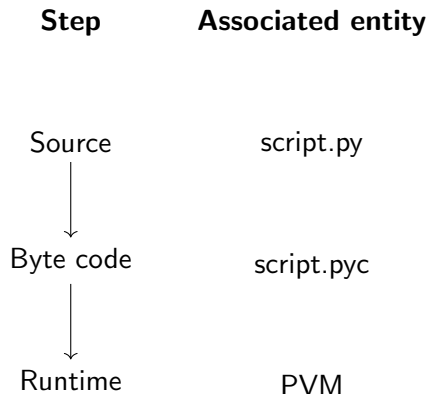 Step Associated entity
Source script.py
Byte code script.pyc
Runtime PVM